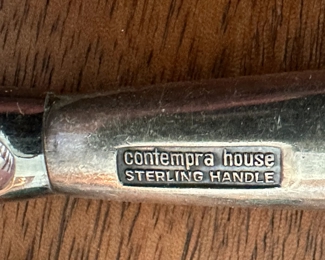 contempra house
STERLING HANDLE